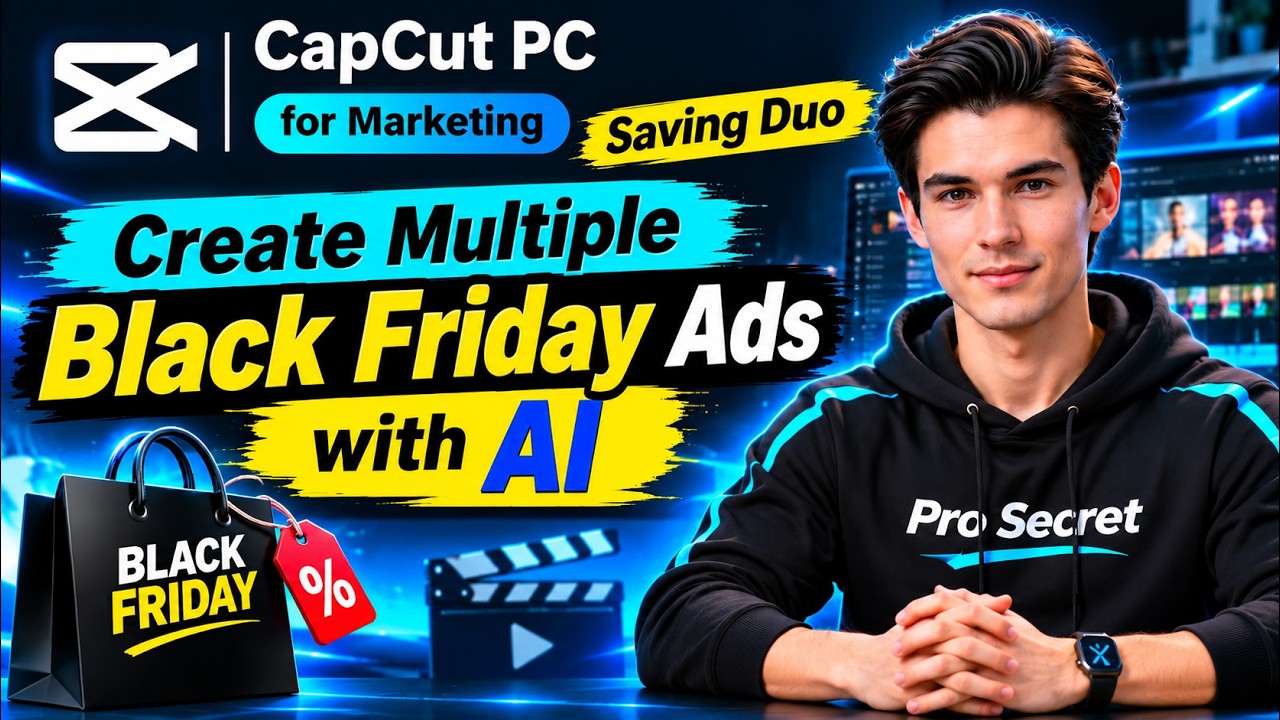 CapCut PC
for Marketing
Saving Duo
Create Multiple
Black Friday Ads
with AI
BLACK
FRIDAY
%
Pro Secret